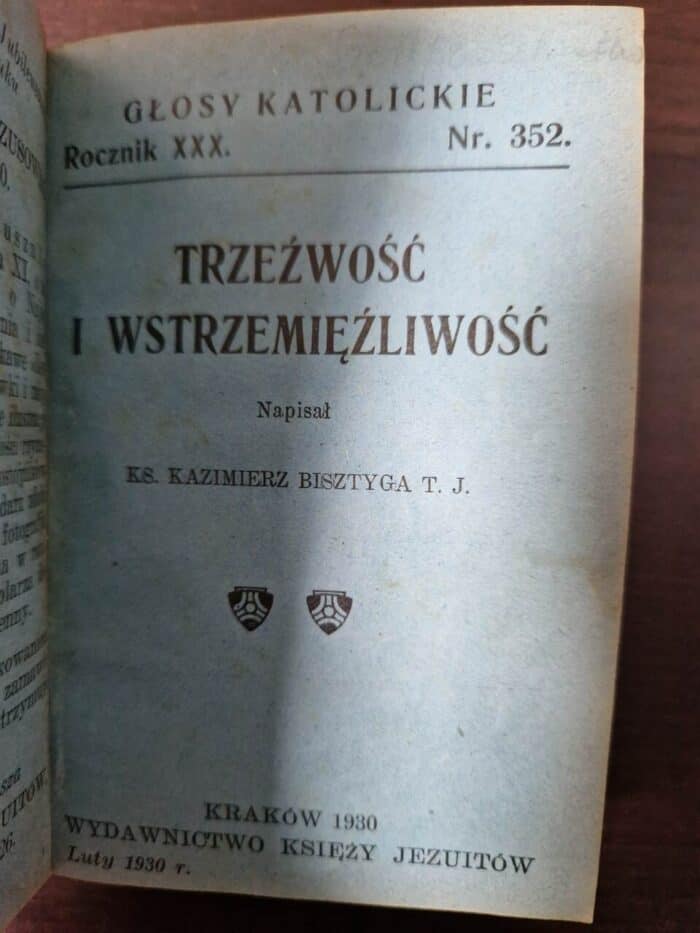 GŁOSY KATOLICKIE
Rocznik XXX. Nr. 352.
TRZEŹWOŚĆ
I WSTRZEMIĘŹLIWOŚĆ
Napisał
KS. KAZIMIERZ BISZTYGA T. J.
KRAKÓW 1930
WYDAWNICTWO KSIĘŻY JEZUITÓW
Luty 1930 r.